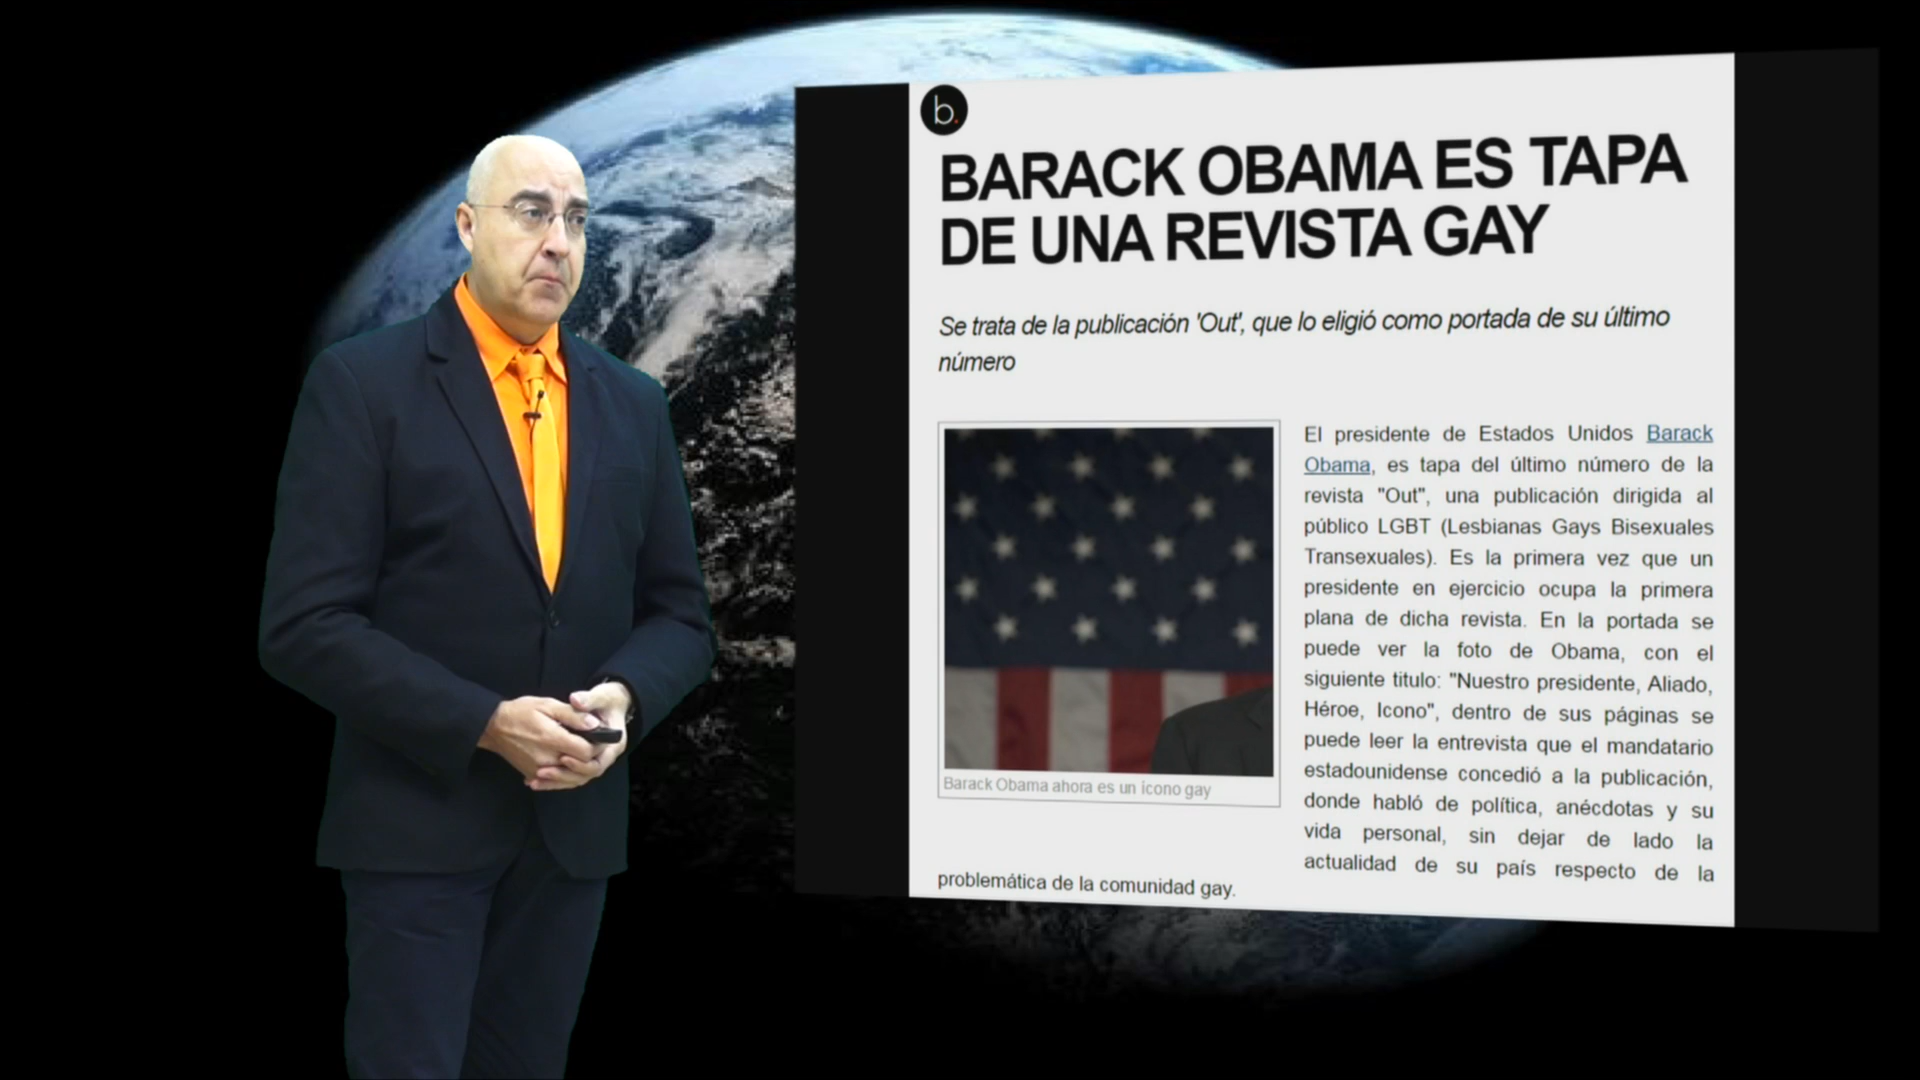 b.
BARACK OBAMA ES TAPA
DE UNA REVISTA GAY
Se trata de la publicación 'Out', que lo eligió como portada de su último
número
El presidente de Estados Unidos Barack
Obama, es tapa del último número de la
revista "Out", una publicación dirigida al
público LGBT (Lesbianas Gays Bisexuales
Transexuales). Es la primera vez que un
presidente en ejercicio ocupa la primera
plana de dicha revista. En la portada se
puede ver la foto de Obama, con el
siguiente titulo: "Nuestro presidente, Aliado,
Héroe, Icono", dentro de sus páginas se
puede leer la entrevista que el mandatario
estadounidense concedió a la publicación,
donde habló de política, anécdotas y su
vida personal, sin dejar de lado la
actualidad de su país respecto de la
problemática de la comunidad gay.
Barack Obama ahora es un ícono gay